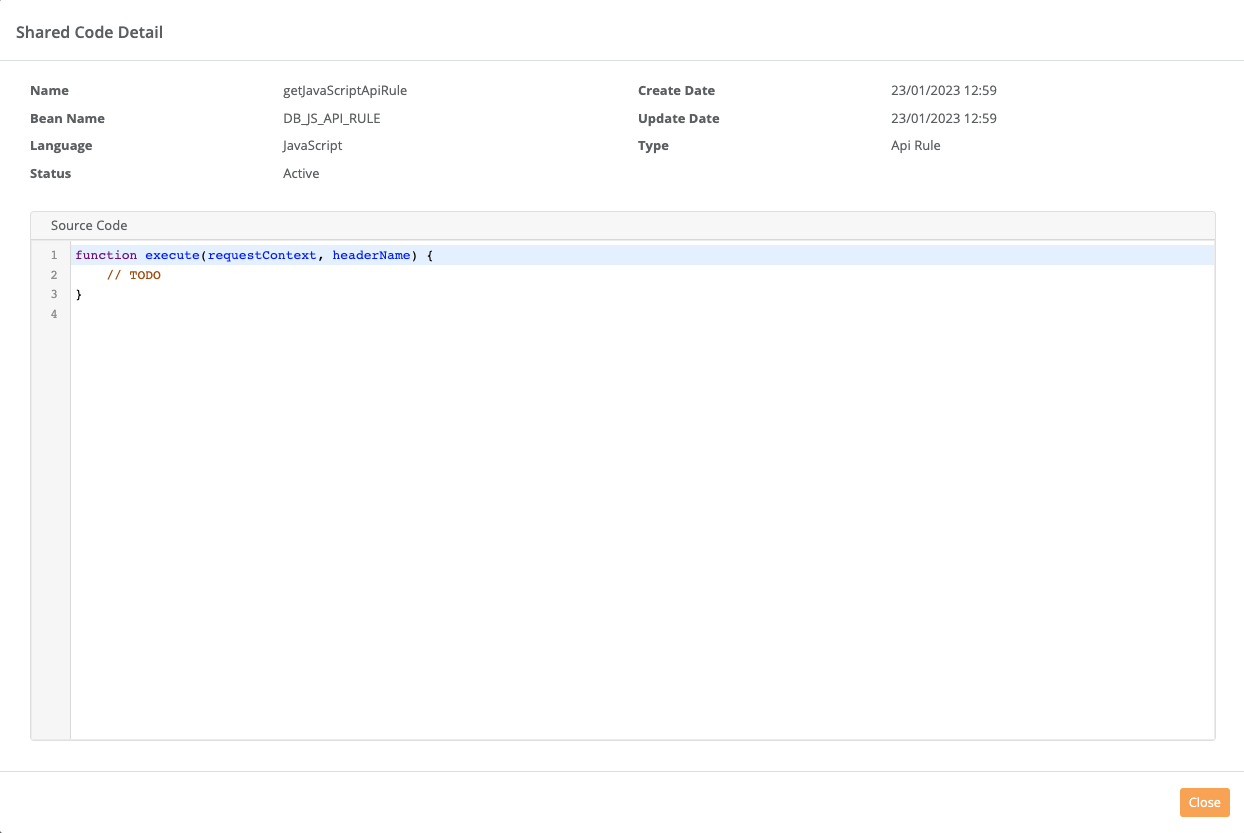 Shared Code Detail
Name getJavaScriptApiRule Create Date 23/01/2023 12:59
Bean Name DB_JS_API_RULE Update Date 23/01/2023 12:59
Language JavaScript Type Api Rule
Status Active
Source Code
1 function execute(requestContext, headerName) {
2     // TODO
3 }
4
Close